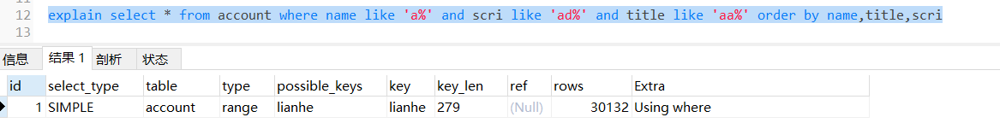 12 explain select * from account where name like 'a%' and scri like 'ad%' and title like 'aa%' order by name,title,scri
13
信息 结果 1 剖析 状态
id select_type table type possible_keys key key_len ref rows Extra
1 SIMPLE account range lianhe lianhe 279 (Null) 30132 Using where